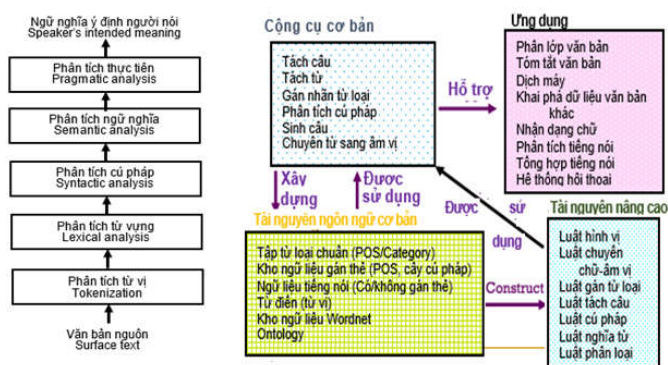 Ngữ nghĩa ý định người nói
Speaker's intended meaning
Phân tích thực tiên
Pragmatic analysis
Phân tích ngữ nghĩa
Semantic analysis
Phân tích cú pháp
Syntactic analysis
Phân tích từ vựng
Lexical analysis
Phân tích từ vị
Tokenization
Văn bản nguồn
Surface text
Công cụ cơ bản
Tách câu
Tách từ
Gán nhãn từ loại
Phân tích cú pháp
Sinh câu
Chuyên từ sang âm vị
Hỗ trợ
Ứng dụng
Phân lớp văn bản
Tóm tắt văn bản
Dịch máy
Khai phá dữ liệu văn bản
khác
Nhận dạng chữ
Phân tích tiếng nói
Tổng hợp tiếng nói
Hệ thống hội thoại
Xây
dựng
Được
sử dụng
Được sử
dụng
Tài nguyên ngôn ngữ cơ bản
Tập từ loại chuẩn (POS/Category)
Kho ngữ liệu gán thẻ (POS, cây cú pháp)
Ngữ liệu tiếng nói (Có/không gán thẻ)
Từ điển (từ vị)
Kho ngữ liệu Wordnet
Ontology
Construct
Tài nguyên nâng cao
Luật hình vị
Luật chuyển
chữ-âm vị
Luật gán từ loại
Luật tách câu
Luật cú pháp
Luật nghĩa từ
Luật phân loại